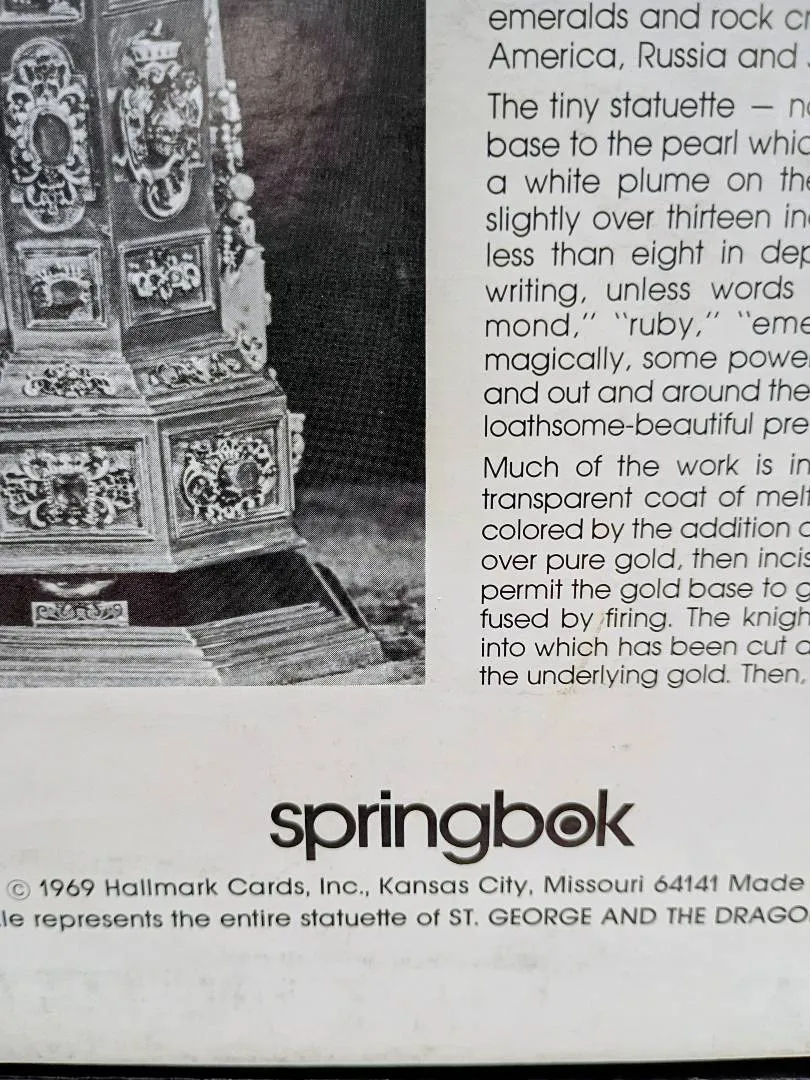 emeralds and rock cr
America, Russia and
The tiny statuette — no
base to the pearl whic
a white plume on the
slightly over thirteen in
less than eight in dep
writing, unless words
mond,” “ruby,” “eme
magically, some powe
and out and around the
loathsome-beautiful pre
Much of the work is in
transparent coat of melt
colored by the addition o
over pure gold, then incis
permit the gold base to g
fused by firing. The knigh
into which has been cut a
the underlying gold. Then,
springbok
© 1969 Hallmark Cards, Inc., Kansas City, Missouri 64141 Made
le represents the entire statuette of ST. GEORGE AND THE DRAGO